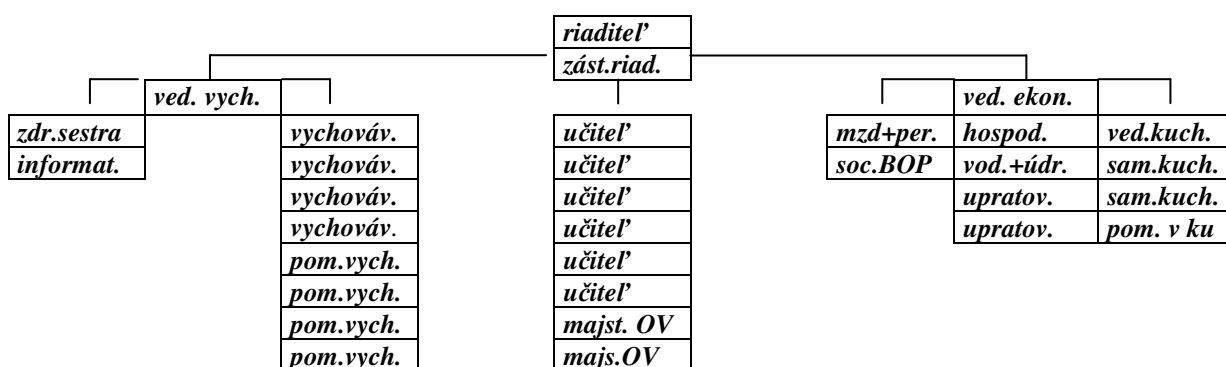 riaditeľ
zást.riad.
ved. vych.
ved. ekon.
zdr.sestra
informat.
vychováv.
vychováv.
vychováv.
vychováv.
pom.vych.
pom.vych.
pom.vych.
pom.vych.
učiteľ
učiteľ
učiteľ
učiteľ
učiteľ
učiteľ
majst. OV
majs.OV
mzd+per.
soc.BOP
hospod.
vod.+údr.
upratov.
upratov.
ved.kuch.
sam.kuch.
sam.kuch.
pom. v ku